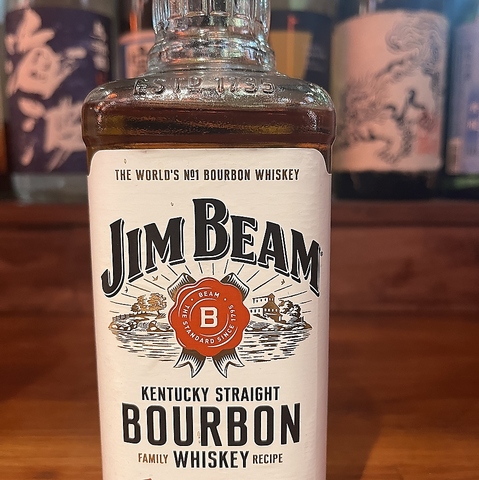 ESTD 1795
THE WORLD'S Nº1 BOURBON WHISKEY
JIM BEAM
BEAM
B
THE STANDARD SINCE 1795
KENTUCKY STRAIGHT
BOURBON
FAMILY WHISKEY RECIPE